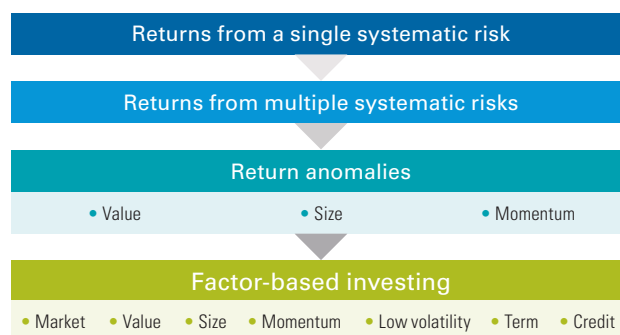 Returns from a single systematic risk
Returns from multiple systematic risks
Return anomalies
• Value • Size • Momentum
Factor-based investing
• Market • Value • Size • Momentum • Low volatility • Term • Credit